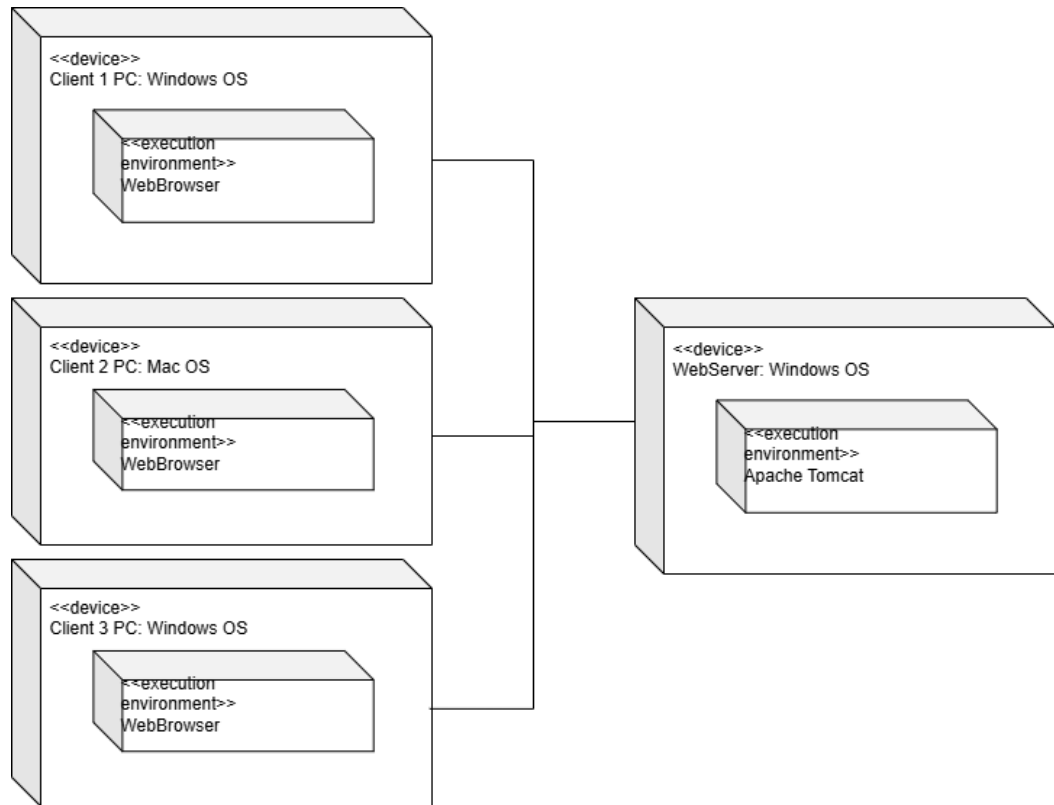 <<device>>
Client 1 PC: Windows OS
<<execution
environment>>
WebBrowser
<<device>>
Client 2 PC: Mac OS
<<execution
environment>>
WebBrowser
<<device>>
WebServer: Windows OS
<<execution
environment>>
Apache Tomcat
<<device>>
Client 3 PC: Windows OS
<<execution
environment>>
WebBrowser